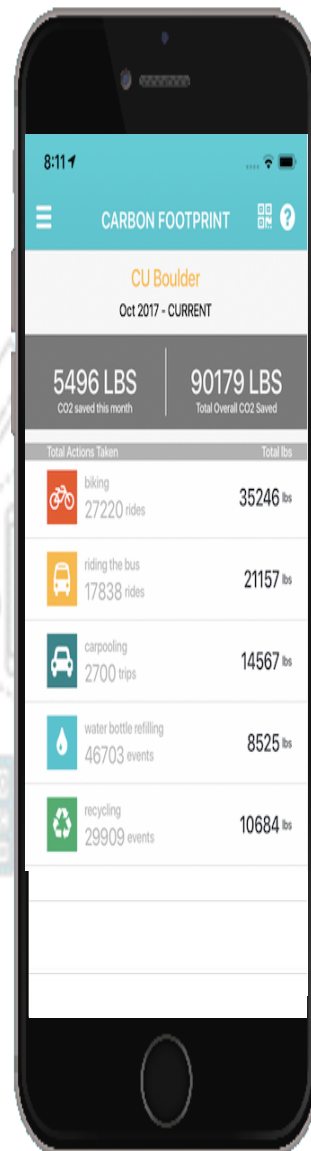 8:11
CARBON FOOTPRINT ?
CU Boulder
Oct 2017 - CURRENT
5496 LBS 90179 LBS
CO2 saved this month Total Overall CO2 Saved
Total Actions Taken Total lbs
biking
27220 rides 35246 lbs
riding the bus
17838 rides 21157 lbs
carpooling
2700 trips 14567 lbs
water bottle refilling
46703 events 8525 lbs
recycling
29909 events 10684 lbs